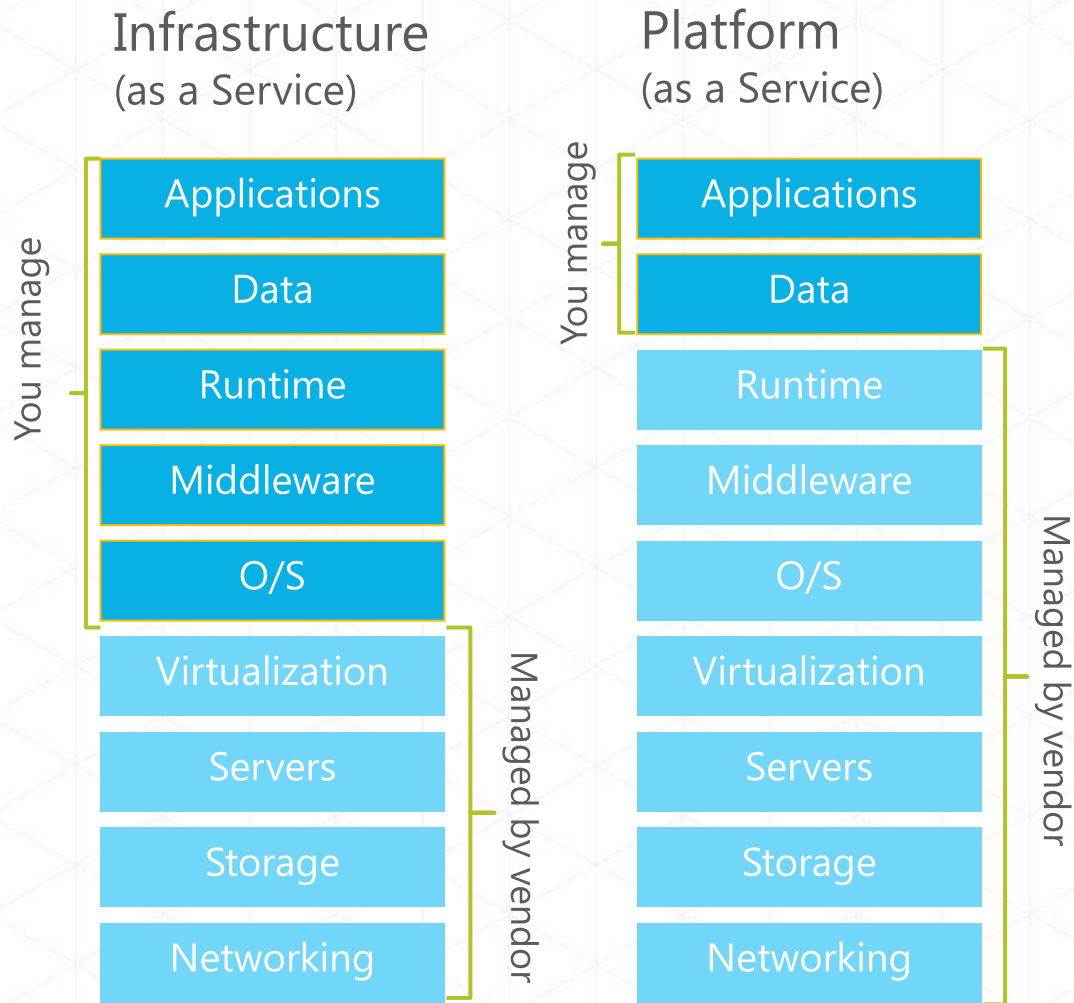 Infrastructure
(as a Service)
You manage
Applications
Data
Runtime
Middleware
O/S
Virtualization
Servers
Storage
Networking
Managed by vendor
Platform
(as a Service)
You manage
Applications
Data
Runtime
Middleware
O/S
Virtualization
Servers
Storage
Networking
Managed by vendor